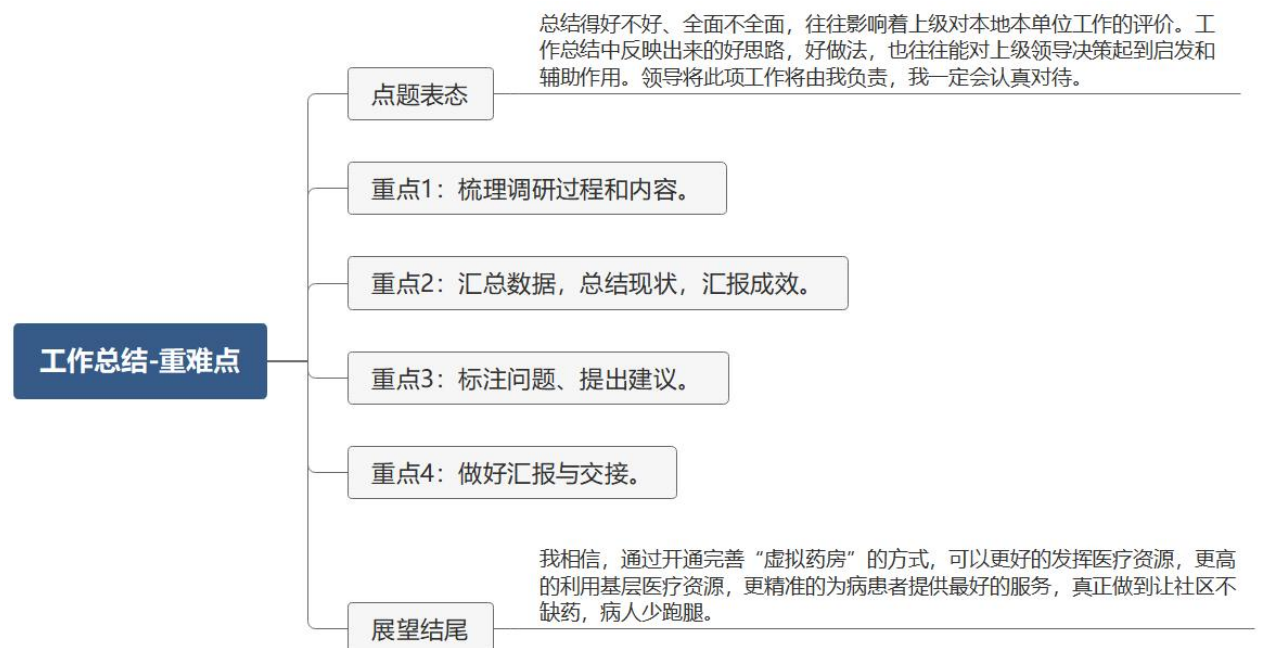 总结得好不好、全面不全面，往往影响着上级对本地本单位工作的评价。工
作总结中反映出来的好思路，好做法，也往往能对上级领导决策起到启发和
辅助作用。领导将此项工作将由我负责，我一定会认真对待。
点题表态
重点1：梳理调研过程和内容。
重点2：汇总数据，总结现状，汇报成效。
工作总结-重难点
重点3：标注问题、提出建议。
重点4：做好汇报与交接。
我相信，通过开通完善“虚拟药房”的方式，可以更好的发挥医疗资源，更高
的利用基层医疗资源，更精准的为病患者提供最好的服务，真正做到让社区不
缺药，病人少跑腿。
展望结尾